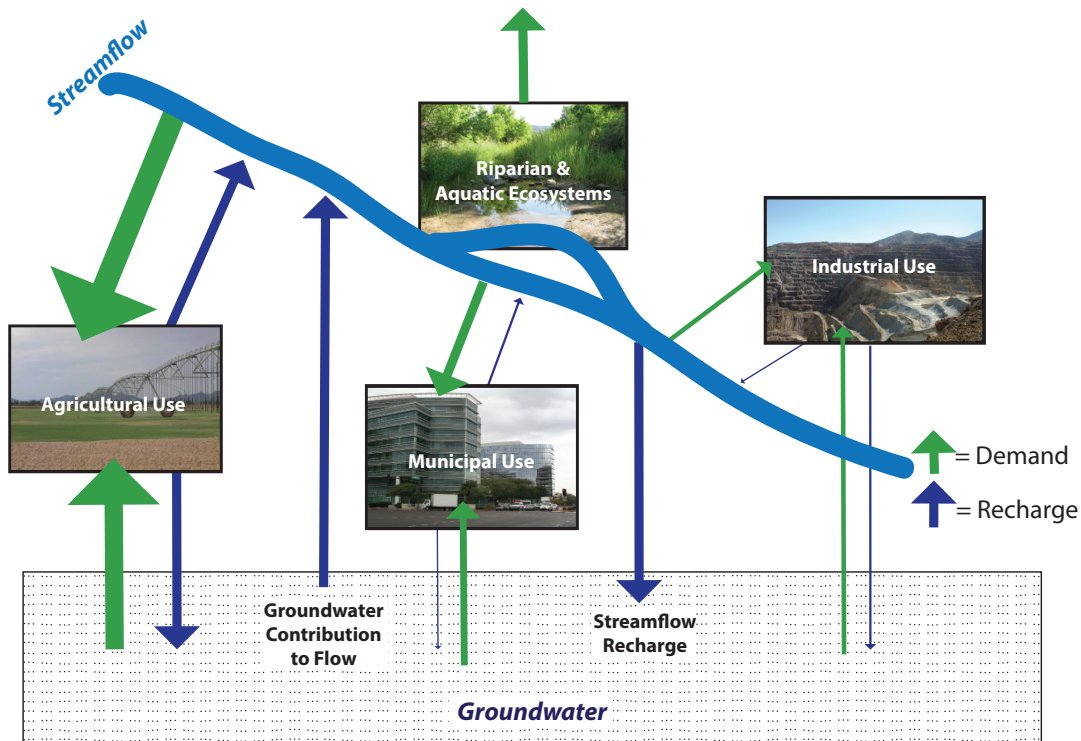 Streamflow
Riparian &
Aquatic Ecosystems
Industrial Use
Agricultural Use
Municipal Use
= Demand
= Recharge
Groundwater
Contribution
to Flow
Streamflow
Recharge
Groundwater